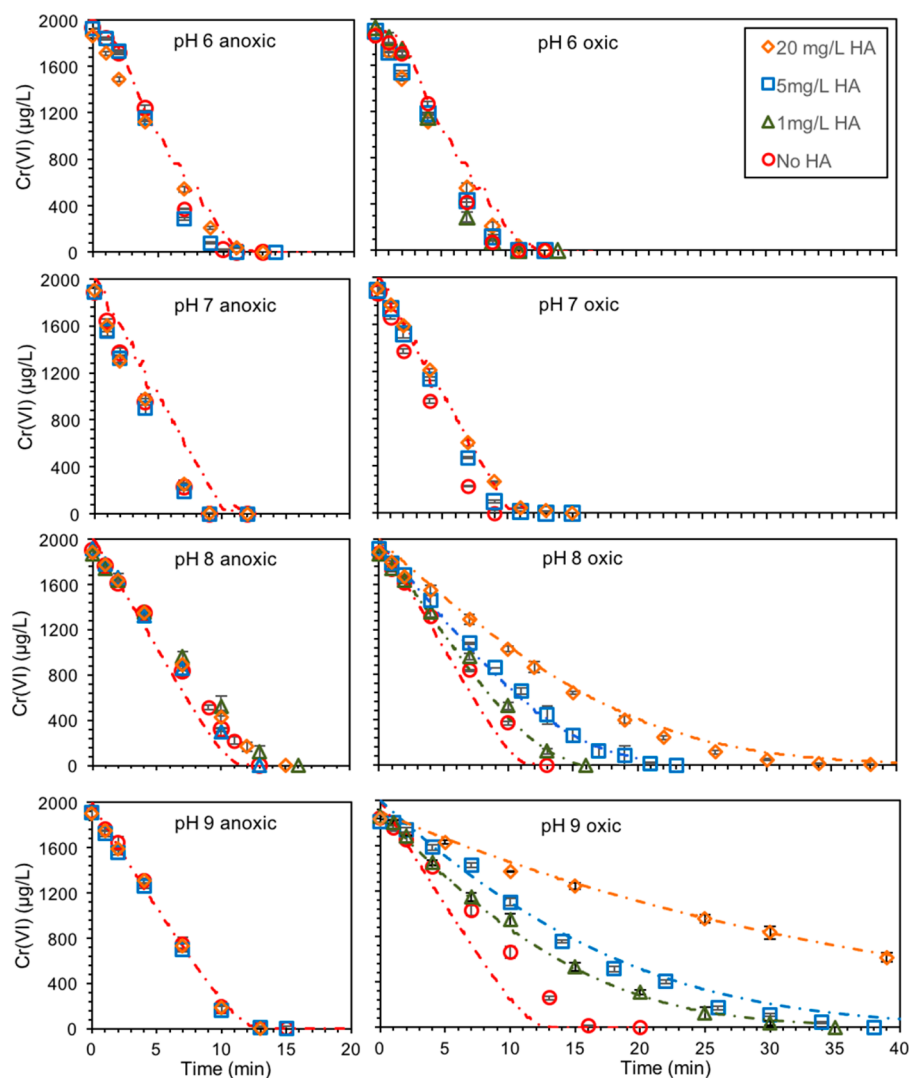 2000
1600
1200
800
400
0
Cr(VI) (µg/L)
pH 6 anoxic
pH 6 oxic
20 mg/L HA
5mg/L HA
1mg/L HA
No HA
2000
1600
1200
800
400
0
Cr(VI) (µg/L)
pH 7 anoxic
pH 7 oxic
2000
1600
1200
800
400
0
Cr(VI) (µg/L)
pH 8 anoxic
pH 8 oxic
2000
1600
1200
800
400
0
Cr(VI) (µg/L)
pH 9 anoxic
pH 9 oxic
0 5 10 15 20
0 5 10 15 20 25 30 35 40
Time (min)
Time (min)